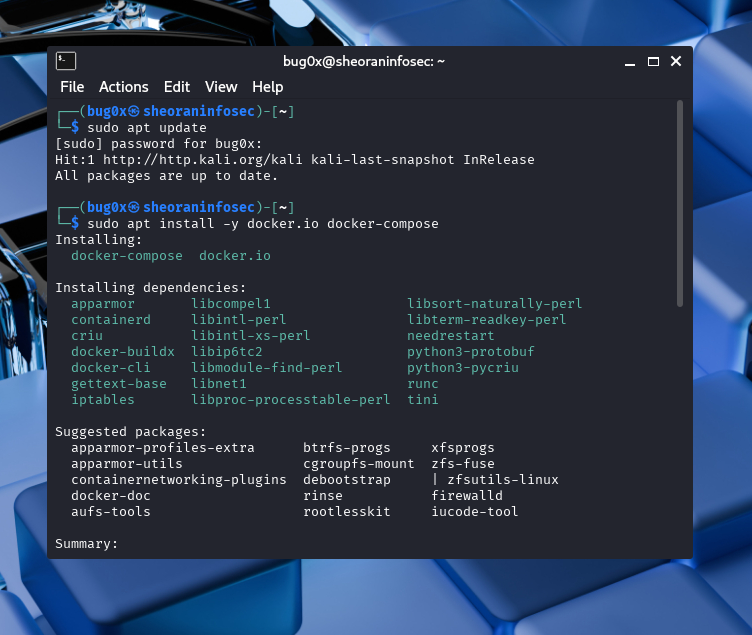 bug0x@sheoraninfosec: ~
File Actions Edit View Help
┌──(bug0x㉿sheoraninfosec)-[~]
└─$ sudo apt update
[sudo] password for bug0x:
Hit:1 http://http.kali.org/kali kali-last-snapshot InRelease
All packages are up to date.
┌──(bug0x㉿sheoraninfosec)-[~]
└─$ sudo apt install -y docker.io docker-compose
Installing:
docker-compose docker.io
Installing dependencies:
apparmor libcompel1 libsort-naturally-perl
containerd libintl-perl libterm-readkey-perl
criu libintl-xs-perl needrestart
docker-buildx libip6tc2 python3-protobuf
docker-cli libmodule-find-perl python3-pycriu
gettext-base libnet1 runc
iptables libproc-processtable-perl tini
Suggested packages:
apparmor-profiles-extra btrfs-progs xfsprogs
apparmor-utils cgroupfs-mount zfs-fuse
containernetworking-plugins debootstrap | zfsutils-linux
docker-doc rinse firewalld
aufs-tools rootlesskit iucode-tool
Summary: